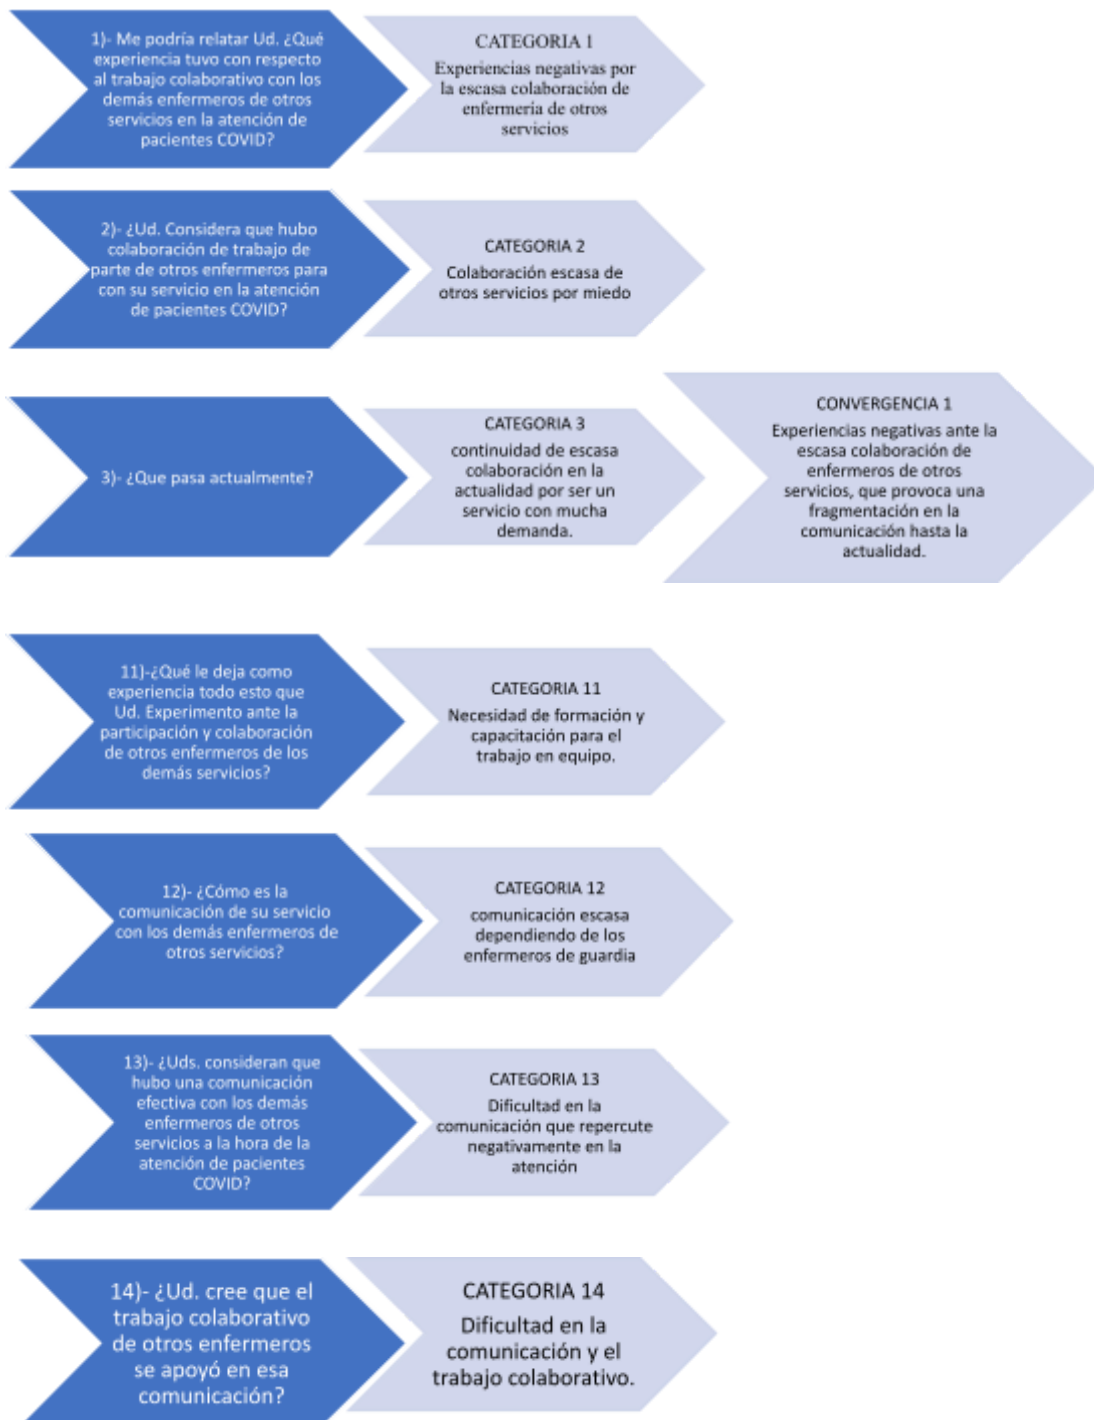 1)- Me podría relatar Ud. ¿Qué
experiencia tuvo con respecto
al trabajo colaborativo con los
demás enfermeros de otros
servicios en la atención de
pacientes COVID?
CATEGORIA 1
Experiencias negativas por
la escasa colaboración de
enfermería de otros
servicios
2)- ¿Ud. Considera que hubo
colaboración de trabajo de
parte de otros enfermeros para
con su servicio en la atención
de pacientes COVID?
CATEGORIA 2
Colaboración escasa de
otros servicios por miedo
3)- ¿Que pasa actualmente?
CATEGORIA 3
continuidad de escasa
colaboración en la
actualidad por ser un
servicio con mucha
demanda.
CONVERGENCIA 1
Experiencias negativas ante la
escasa colaboración de
enfermeros de otros
servicios, que provoca una
fragmentación en la
comunicación hasta la
actualidad.
11)-¿Qué le deja como
experiencia todo esto que
Ud. Experimento ante la
participación y colaboración
de otros enfermeros de los
demás servicios?
CATEGORIA 11
Necesidad de formación y
capacitación para el
trabajo en equipo.
12)- ¿Cómo es la
comunicación de su servicio
con los demás enfermeros de
otros servicios?
CATEGORIA 12
comunicación escasa
dependiendo de los
enfermeros de guardia
13)- ¿Uds. consideran que
hubo una comunicación
efectiva con los demás
enfermeros de otros
servicios a la hora de la
atención de pacientes
COVID?
CATEGORIA 13
Dificultad en la
comunicación que repercute
negativamente en la
atención
14)- ¿Ud. cree que el
trabajo colaborativo
de otros enfermeros
se apoyó en esa
comunicación?
CATEGORIA 14
Dificultad en la
comunicación y el
trabajo colaborativo.